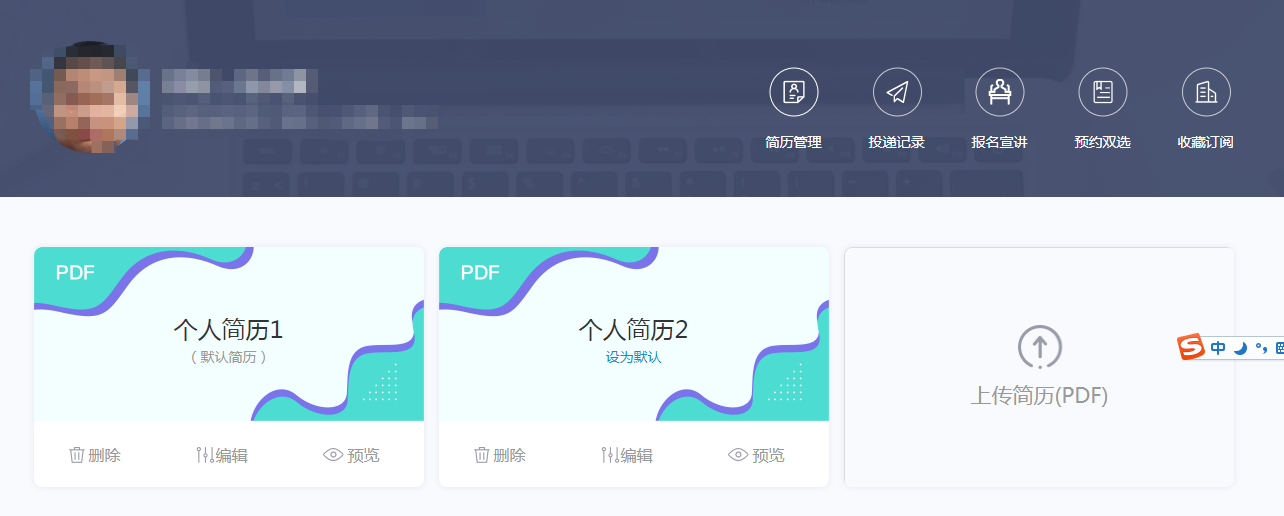 简历管理
投递记录
报名宣讲
预约双选
收藏订阅
PDF
个人简历1
（默认简历）
删除
编辑
预览
PDF
个人简历2
设为默认
删除
编辑
预览
上传简历(PDF)
S中